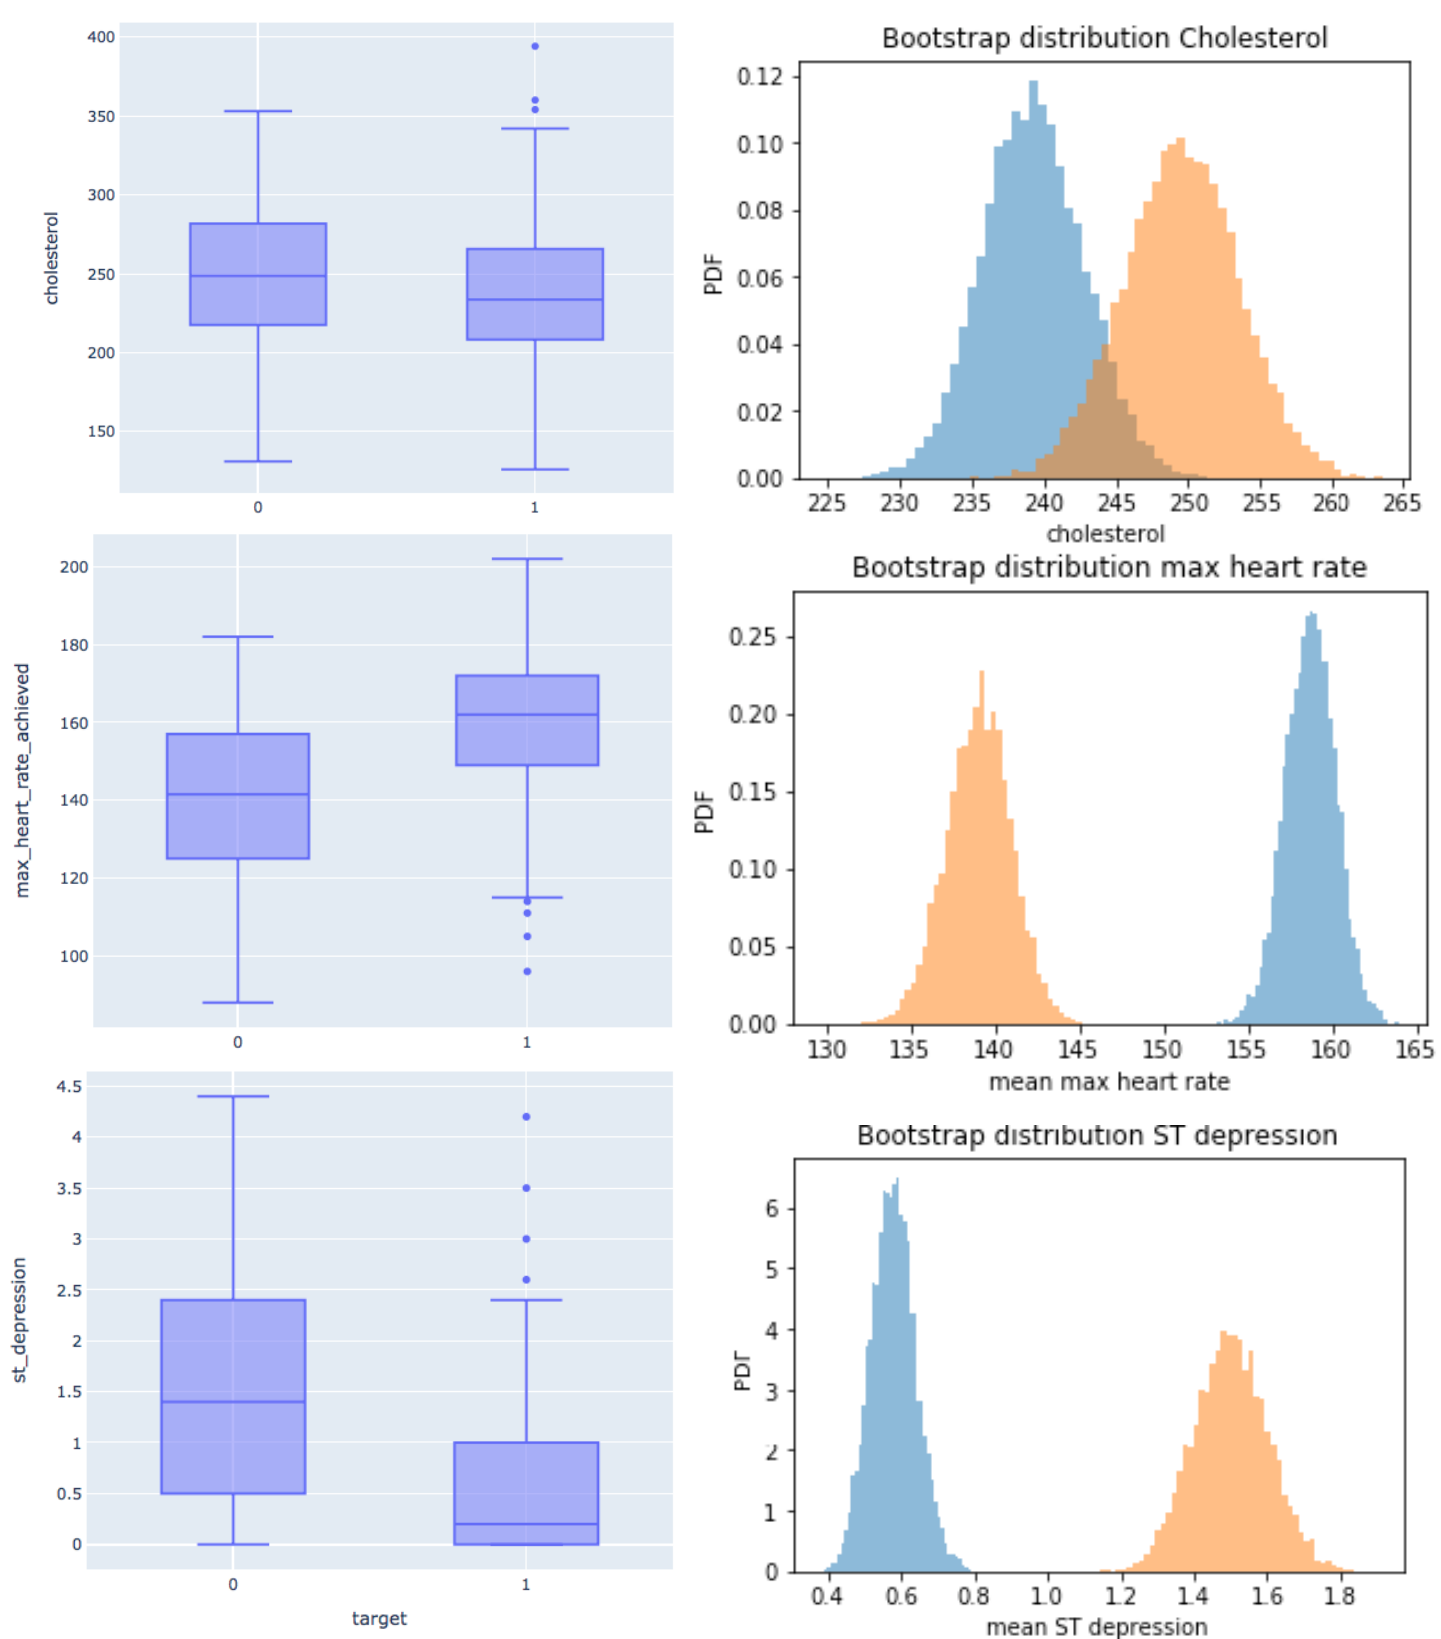 400
350
300
250
200
150
cholesterol
0 1
Bootstrap distribution Cholesterol
0.12
0.10
0.08
0.06
0.04
0.02
0.00
PDF
225 230 235 240 245 250 255 260 265
cholesterol
200
180
160
140
120
100
max_heart_rate_achieved
0 1
Bootstrap distribution max heart rate
0.25
0.20
0.15
0.10
0.05
0.00
PDF
130 135 140 145 150 155 160 165
mean max heart rate
4.5
4
3.5
3
2.5
2
1.5
1
0.5
0
st_depression
0 1
target
Bootstrap distribution ST depression
6
5
4
3
2
1
0
PDF
0.4 0.6 0.8 1.0 1.2 1.4 1.6 1.8
mean ST depression